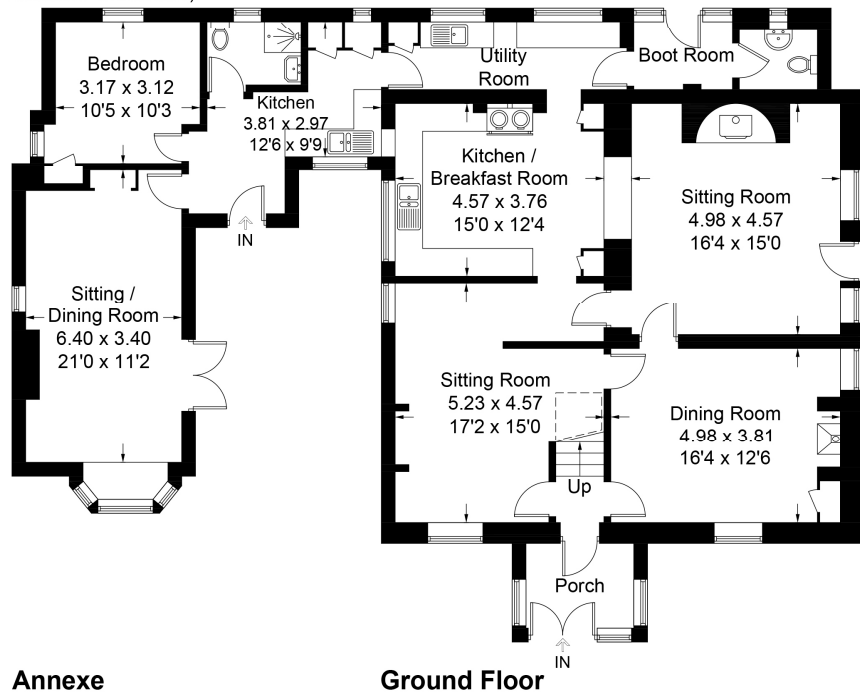 Bedroom
3.17 x 3.12
10'5 x 10'3
Kitchen
3.81 x 2.97
12'6 x 9'9
IN
Sitting /
Dining Room
6.40 x 3.40
21'0 x 11'2
Utility
Room
Boot Room
Kitchen /
Breakfast Room
4.57 x 3.76
15'0 x 12'4
Sitting Room
4.98 x 4.57
16'4 x 15'0
Sitting Room
5.23 x 4.57
17'2 x 15'0
Dining Room
4.98 x 3.81
16'4 x 12'6
Up
Porch
IN
Annexe
Ground Floor